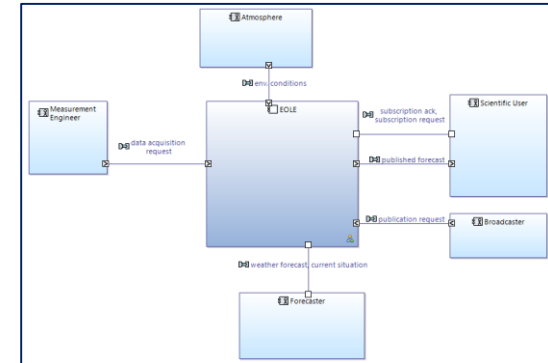 Atmosphere
env. conditions
Measurement
Engineer
EOLE
subscription ack,
subscription request
Scientific User
data acquisition
request
published forecast
publication request
Broadcaster
weather forecast, current situation
Forecaster